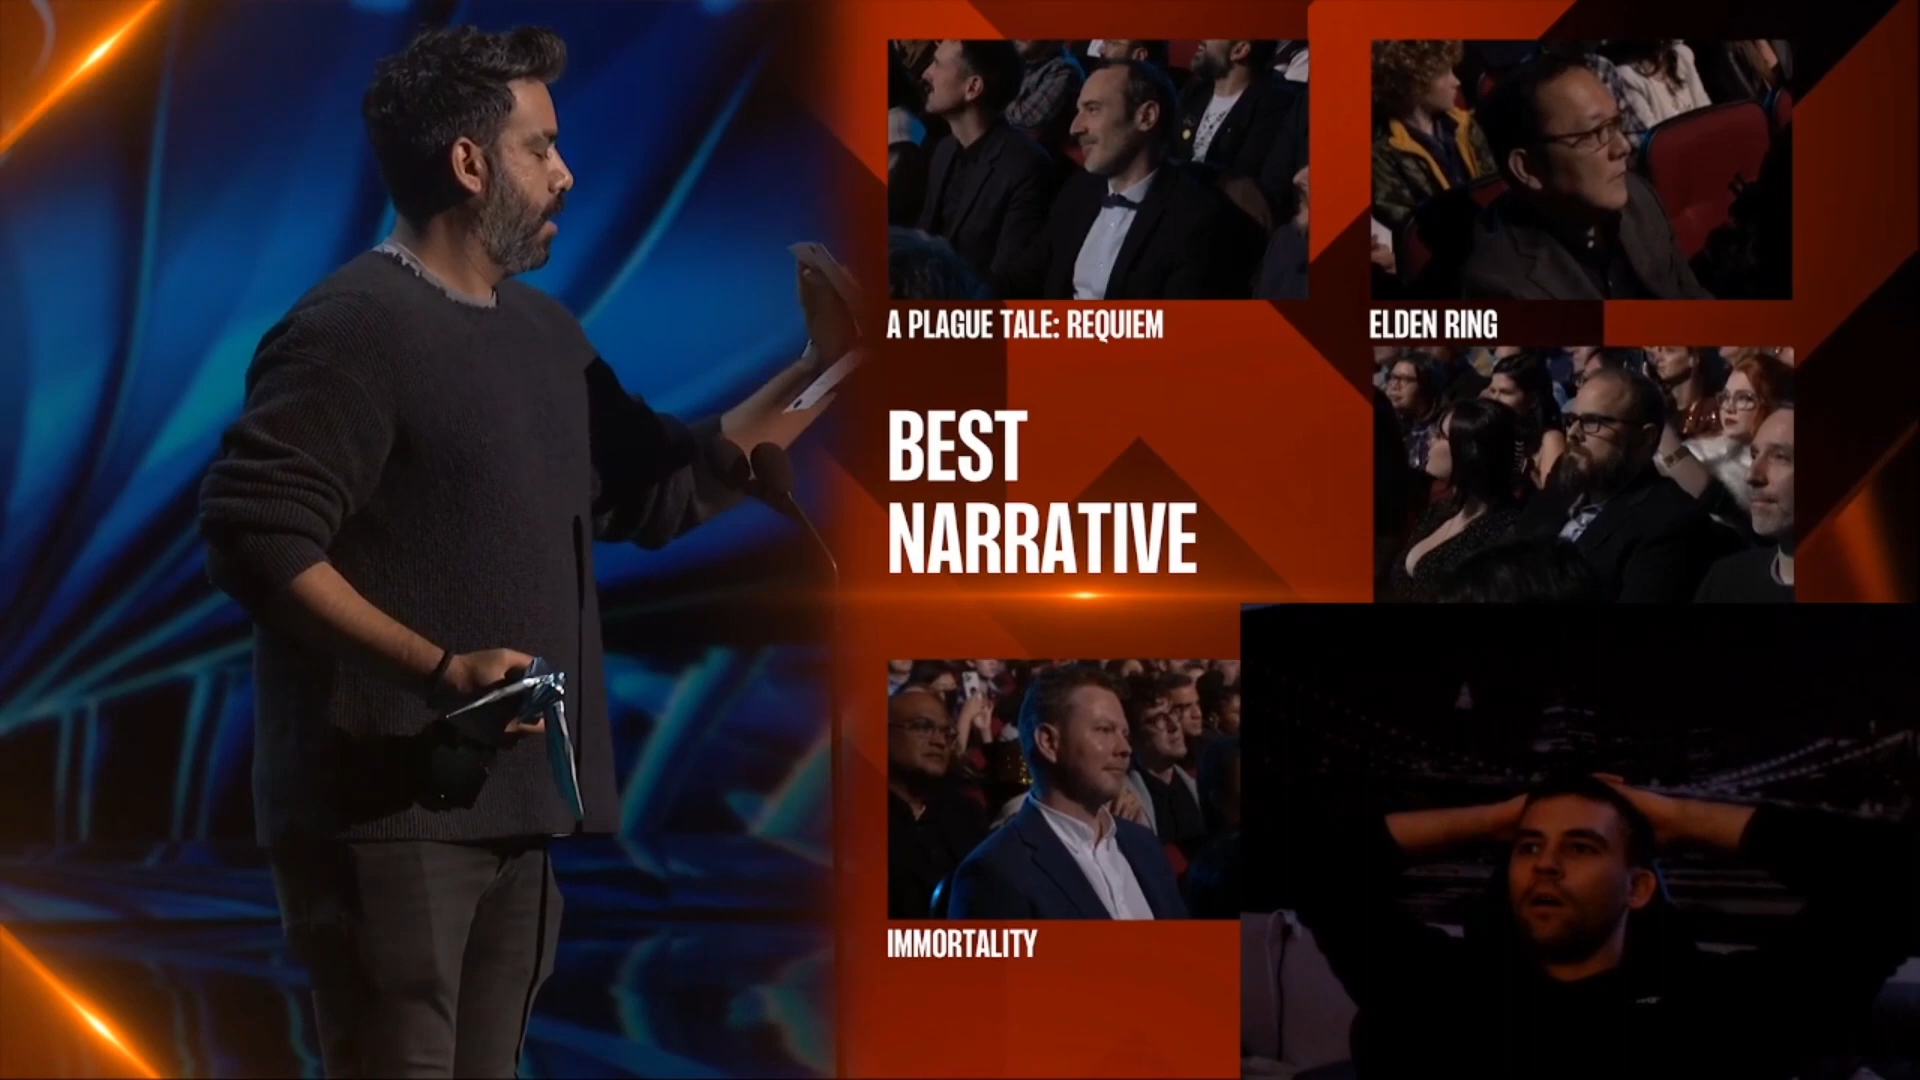 A PLAGUE TALE: REQUIEM
ELDEN RING
BEST
NARRATIVE
IMMORTALITY